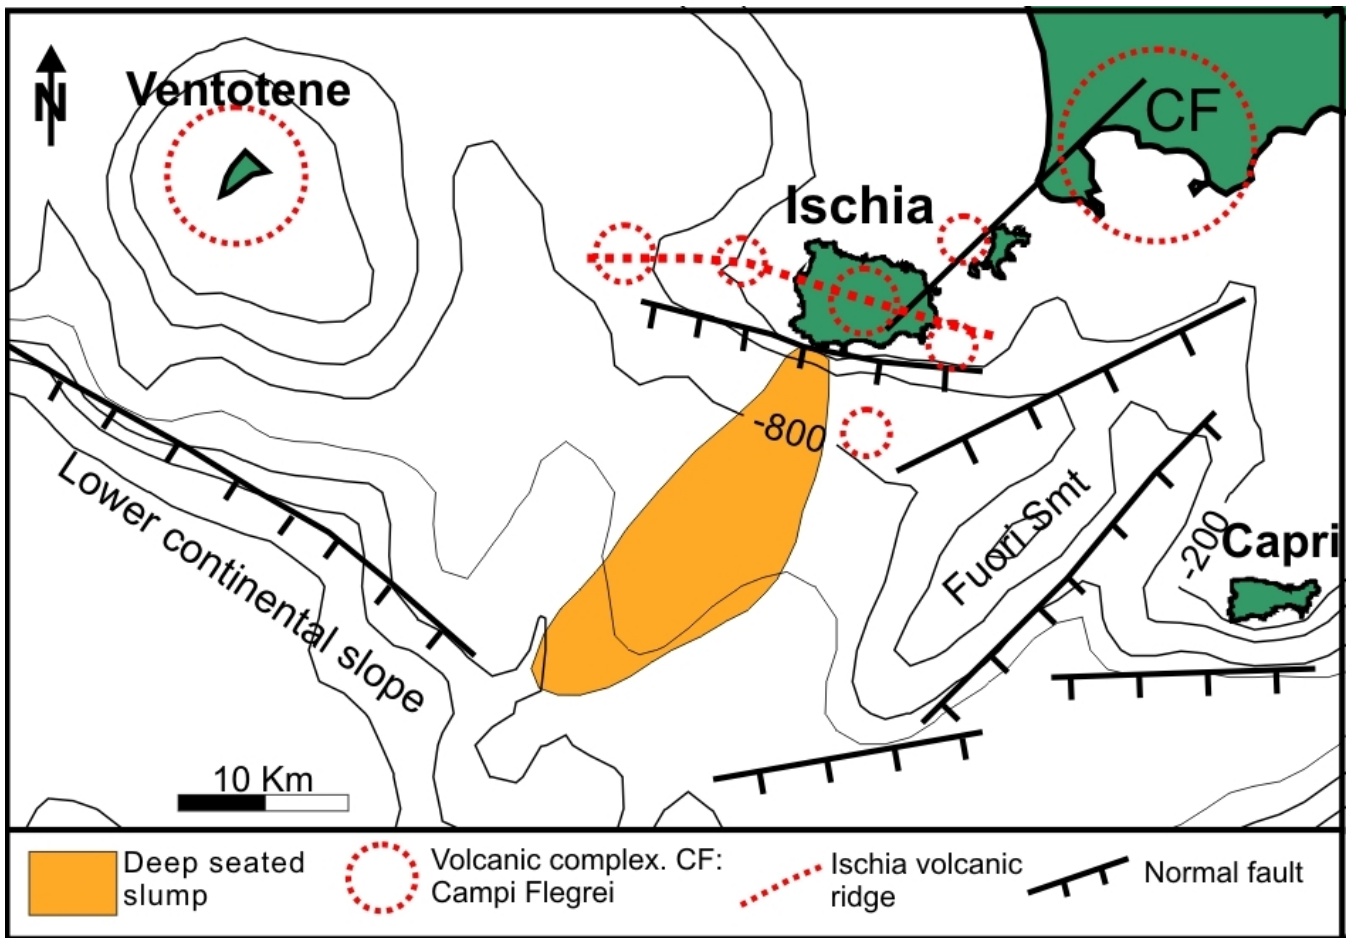 N
Ventotene
CF
Ischia
-800
Fuori Smt
-200
Capri
Lower continental slope
10 Km
Deep seated
slump
Volcanic complex. CF:
Campi Flegrei
Ischia volcanic
ridge
Normal fault